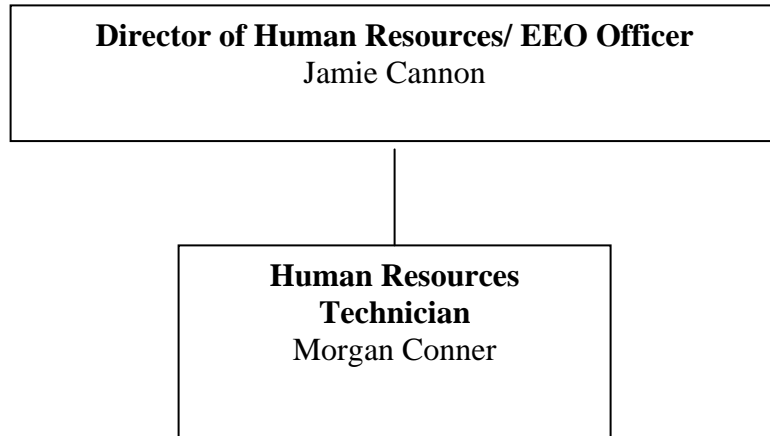 Director of Human Resources/ EEO Officer
Jamie Cannon
Human Resources
Technician
Morgan Conner